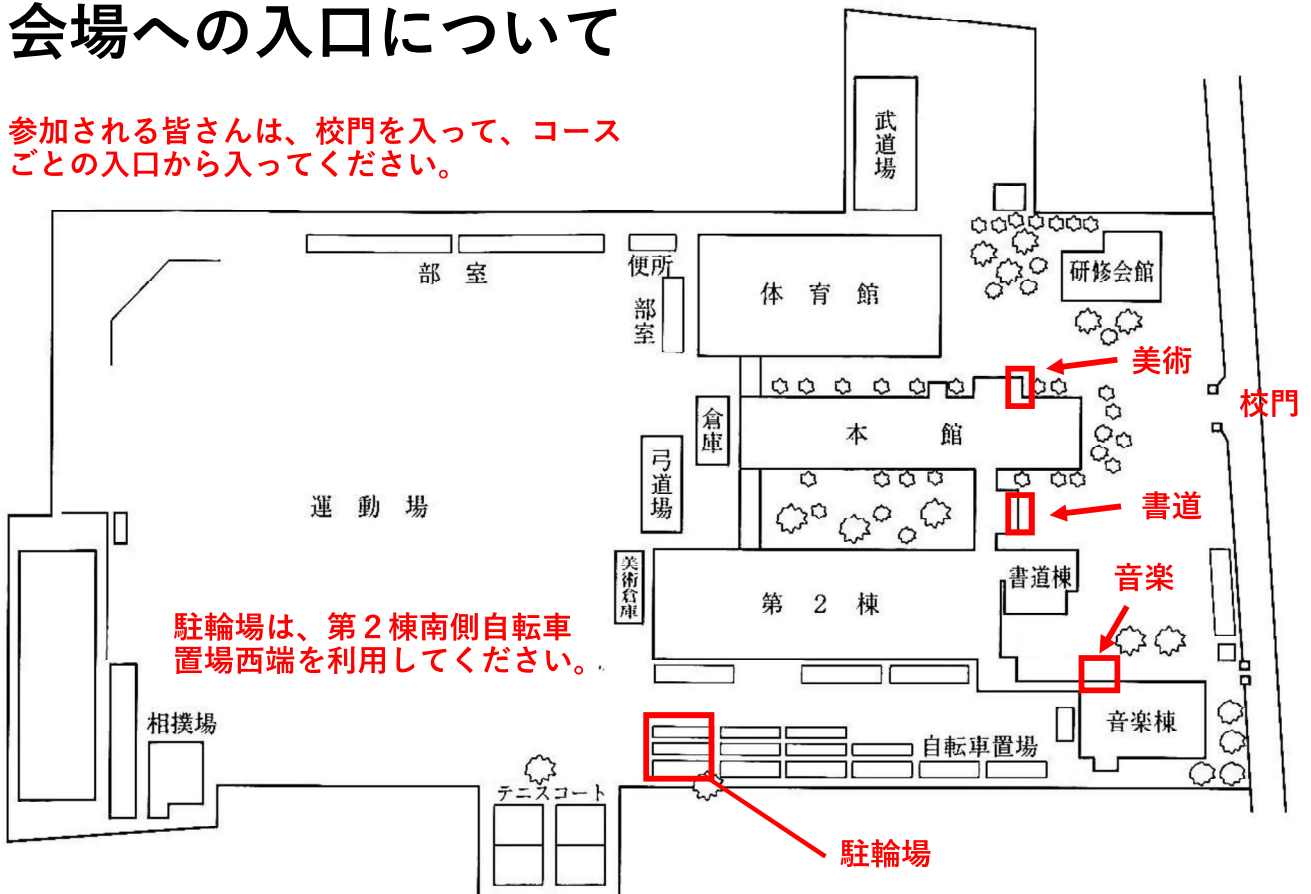 会場への入口について
参加される皆さんは、校門を入って、コース
ごとの入口から入ってください。
武道場
部 室
便所
部室
体 育 館
研修会館
美術
校門
倉庫
本 館
弓道場
運 動 場
書道
美術倉庫
第 2 棟
書道棟
音楽
駐輪場は、第２棟南側自転車
置場西端を利用してください。
相撲場
音楽棟
自転車置場
テニスコート
駐輪場